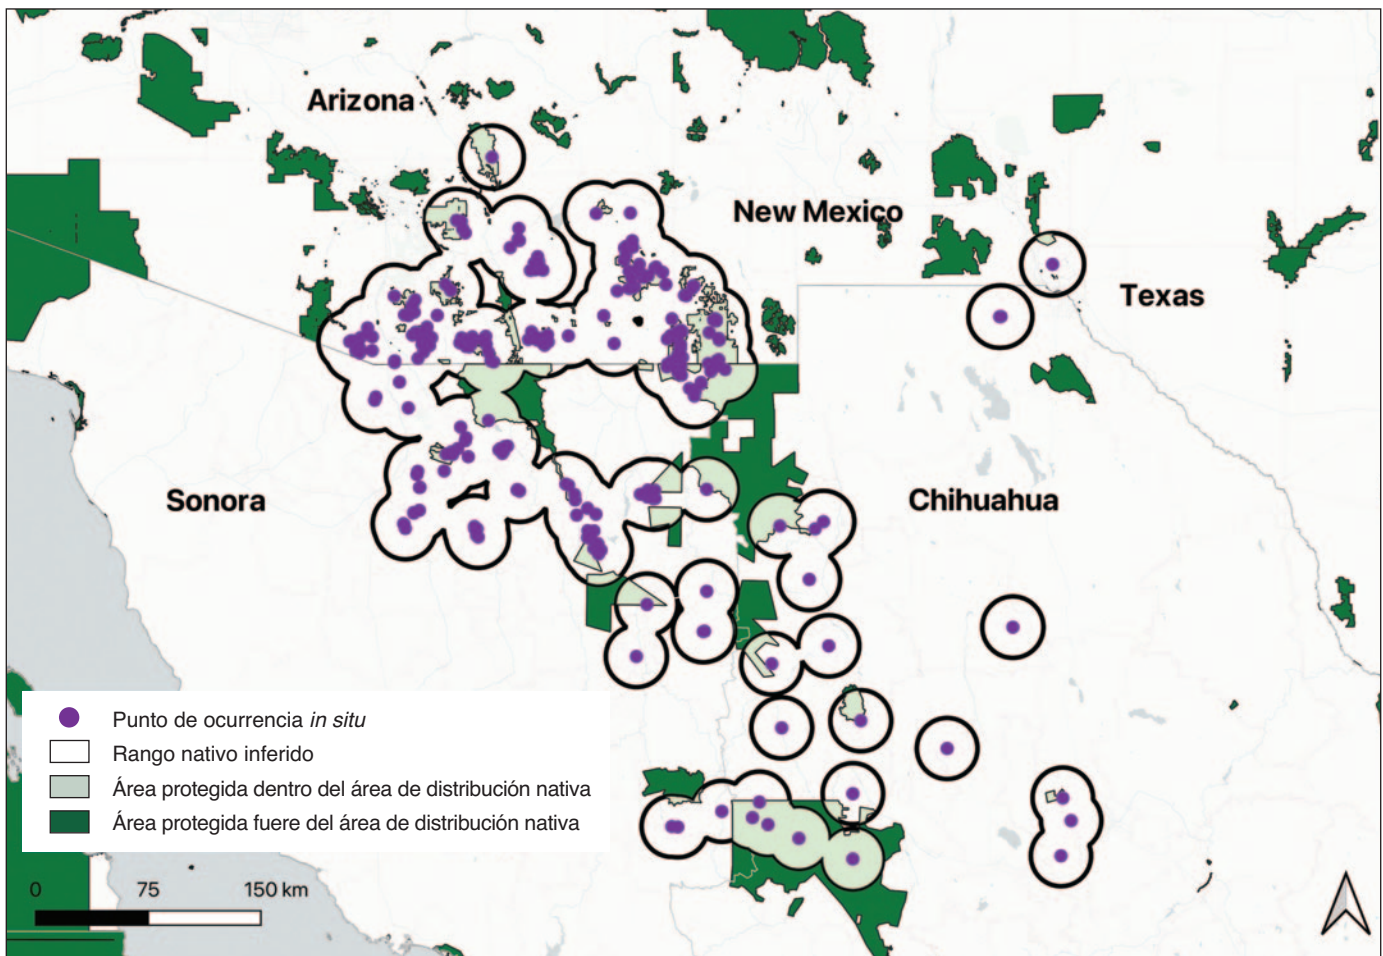 Arizona
New Mexico
Texas
Sonora
Chihuahua
Punto de ocurrencia in situ
Rango nativo inferido
Área protegida dentro del área de distribución nativa
Área protegida fuere del área de distribución nativa
0 75 150 km